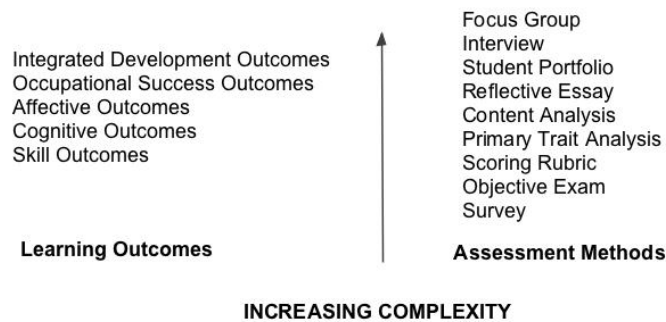 Integrated Development Outcomes
Occupational Success Outcomes
Affective Outcomes
Cognitive Outcomes
Skill Outcomes
Learning Outcomes
Focus Group
Interview
Student Portfolio
Reflective Essay
Content Analysis
Primary Trait Analysis
Scoring Rubric
Objective Exam
Survey
Assessment Methods
INCREASING COMPLEXITY